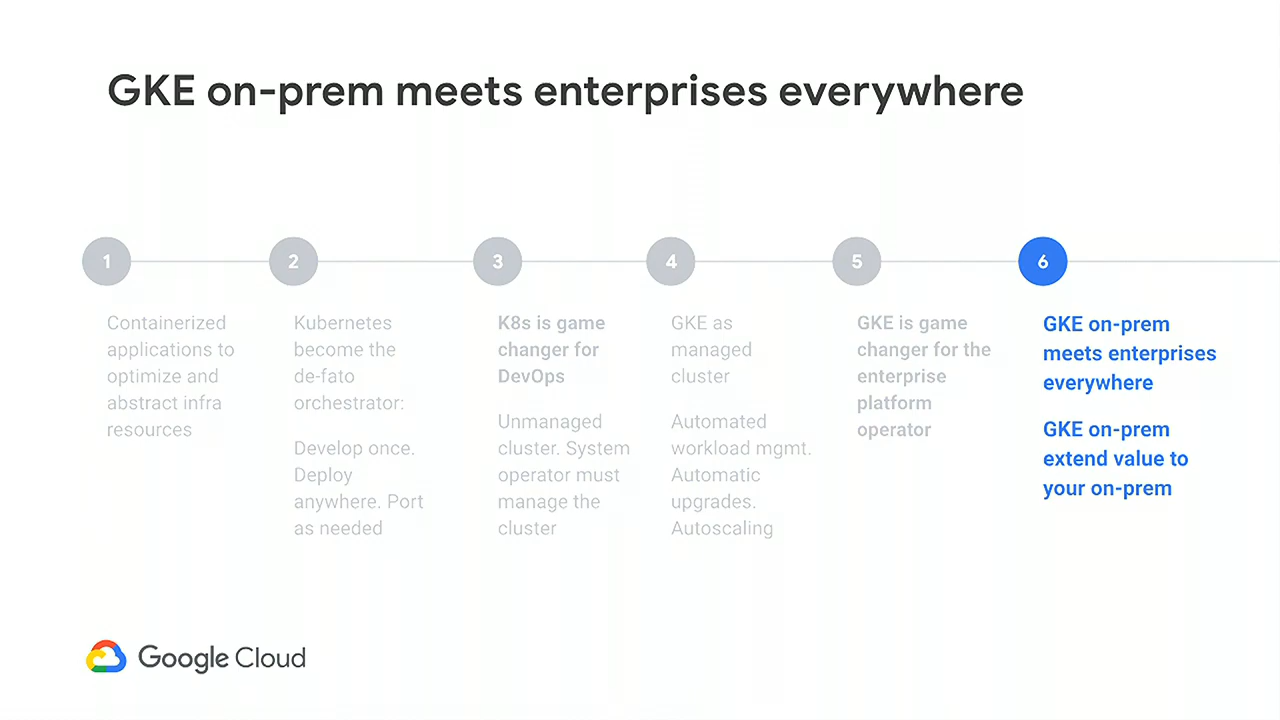 GKE on-prem meets enterprises everywhere
1
2
3
4
5
6
Containerized
applications to
optimize and
abstract infra
resources
Kubernetes
become the
de-fato
orchestrator:
Develop once.
Deploy
anywhere. Port
as needed
K8s is game
changer for
DevOps
Unmanaged
cluster. System
operator must
manage the
cluster
GKE as
managed
cluster
Automated
workload mgmt.
Automatic
upgrades.
Autoscaling
GKE is game
changer for the
enterprise
platform
operator
GKE on-prem
meets enterprises
everywhere
GKE on-prem
extend value to
your on-prem
Google Cloud